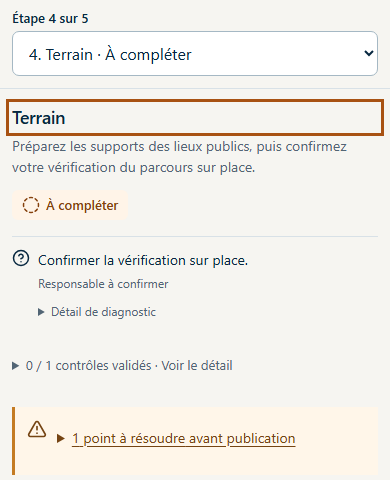 Étape 4 sur 5
4. Terrain · À compléter
Terrain
Préparez les supports des lieux publics, puis confirmez
votre vérification du parcours sur place.
À compléter
Confirmer la vérification sur place.
Responsable à confirmer
Détail de diagnostic
0 / 1 contrôles validés · Voir le détail
1 point à résoudre avant publication